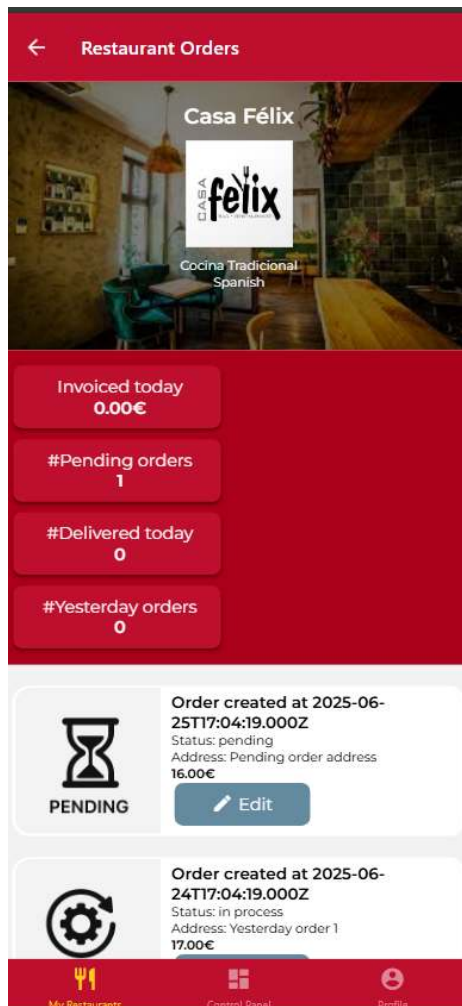 Restaurant Orders
Casa Félix
CASA
felix
Cocina Tradicional
Spanish
Invoiced today
0.00€
#Pending orders
1
#Delivered today
0
#Yesterday orders
0
Order created at 2025-06-
25T17:04:19.000Z
Status: pending
Address: Pending order address
16.00€
PENDING
Edit
Order created at 2025-06-
24T17:04:19.000Z
Status: in process
Address: Yesterday order 1
17.00€
My Restaurants
Control Panel
Profile